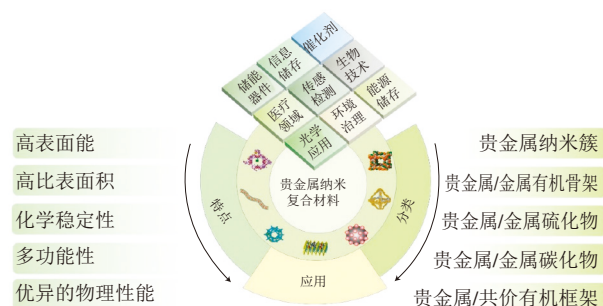 催化剂
信息
储存
生物
技术
储能
器件
传感
检测
能源
储存
医疗
领域
环境
治理
光学
应用
高表面能
高比表面积
化学稳定性
多功能性
优异的物理性能
特点
贵金属纳米
复合材料
分类
应用
贵金属纳米簇
贵金属/金属有机骨架
贵金属/金属硫化物
贵金属/金属碳化物
贵金属/共价有机框架